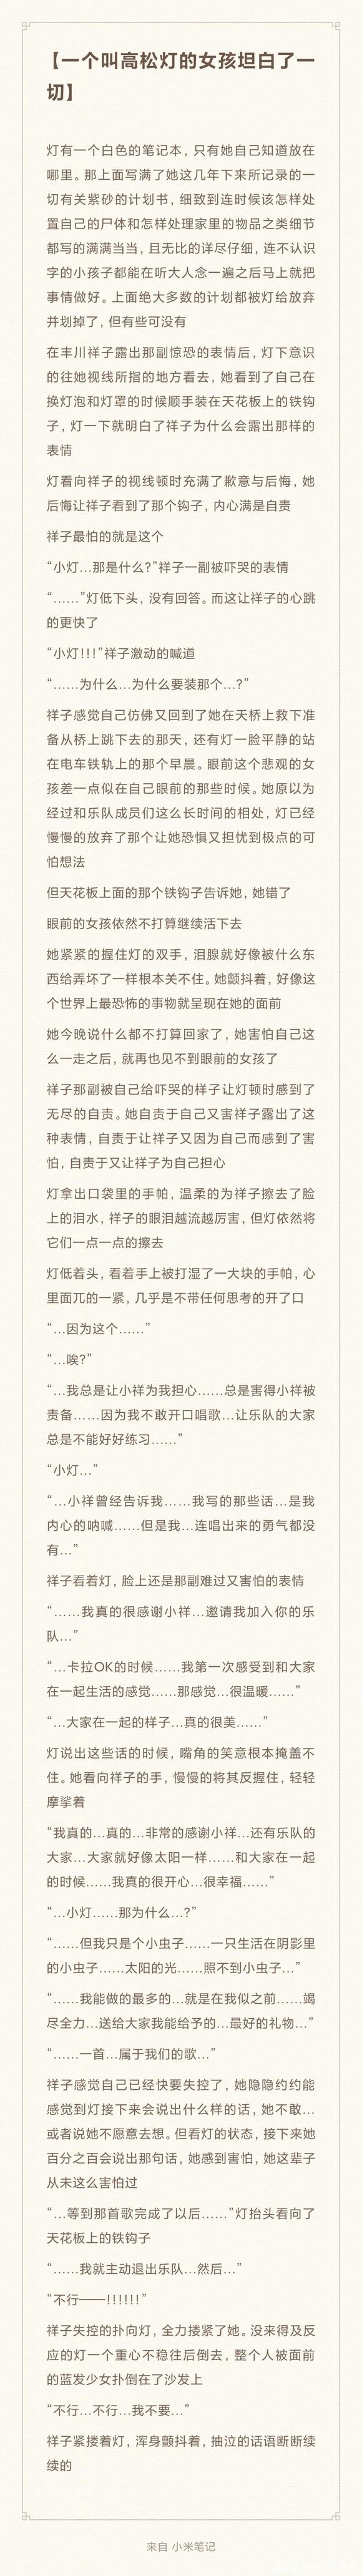 【一个叫高松灯的女孩坦白了一
切】
灯有一个白色的笔记本，只有她自己知道放在
哪里。那上面写满了她这几年下来所记录的一
切有关紫砂的计划书，细致到连时候该怎样处
置自己的尸体和怎样处理家里的物品之类细节
都写的满满当当，且无比的详尽仔细，连不认识
字的小孩子都能在听大人念一遍之后马上就把
事情做好。上面绝大多数的计划都被灯给放弃
并划掉了，但有些可没有
在丰川祥子露出那副惊恐的表情后，灯下意识
的往她视线所指的地方看去，她看到了自己在
换灯泡和灯罩的时候顺手装在天花板上的铁钩
子，灯一下就明白了祥子为什么会露出那样的
表情
灯看向祥子的视线顿时充满了歉意与后悔，她
后悔让祥子看到了那个钩子，内心满是自责
祥子最怕的就是这个
“小灯…那是什么?”祥子一副被吓哭的表情
“……”灯低下头，没有回答。而这让祥子的心跳
的更快了
“小灯!!!”祥子激动的喊道
“……为什么…为什么要装那个…?”
祥子感觉自己仿佛又回到了她在天桥上救下准
备从桥上跳下去的那天，还有灯一脸平静的站
在电车铁轨上的那个早晨。眼前这个悲观的女
孩差一点似在自己眼前的那些时候。她原以为
经过和乐队成员们这么长时间的相处，灯已经
慢慢的放弃了那个让她恐惧又担忧到极点的可
怕想法
但天花板上面的那个铁钩子告诉她，她错了
眼前的女孩依然不打算继续活下去
她紧紧的握住灯的双手，泪腺就好像被什么东
西给弄坏了一样根本关不住。她颤抖着，好像这
个世界上最恐怖的事物就呈现在她的面前
她今晚说什么都不打算回家了，她害怕自己这
么一走之后，就再也见不到眼前的女孩了
祥子那副被自己给吓哭的样子让灯顿时感到了
无尽的自责。她自责于自己又害祥子露出了这
种表情，自责于让祥子又因为自己而感到了害
怕，自责于又让祥子为自己担心
灯拿出口袋里的手帕，温柔的为祥子擦去了脸
上的泪水，祥子的眼泪越流越厉害，但灯依然将
它们一点一点的擦去
灯低着头，看着手上被打湿了一大块的手帕，心
里面兀的一紧，几乎是不带任何思考的开了口
“…因为这个……”
“…唉?”
“…我总是让小祥为我担心……总是害得小祥被
责备……因为我不敢开口唱歌…让乐队的大家
总是不能好好练习……”
“小灯…”
“…小祥曾经告诉我……我写的那些话…是我
内心的呐喊……但是我…连唱出来的勇气都没
有…”
祥子看着灯，脸上还是那副难过又害怕的表情
“……我真的很感谢小祥…邀请我加入你的乐
队…”
“…卡拉OK的时候……我第一次感受到和大家
在一起生活的感觉……那感觉…很温暖……”
“…大家在一起的样子…真的很美……”
灯说出这些话的时候，嘴角的笑意根本掩盖不
住。她看向祥子的手，慢慢的将其反握住，轻轻
摩挲着
“我真的…真的…非常的感谢小祥…还有乐队的
大家…大家就好像太阳一样……和大家在一起
的时候……我真的很开心…很幸福……”
“…小灯……那为什么…?”
“……但我只是个小虫子……一只生活在阴影里
的小虫子……太阳的光……照不到小虫子…”
“……我能做的最多的…就是在我似之前……竭
尽全力…送给大家我能给予的…最好的礼物…”
“……一首…属于我们的歌…”
祥子感觉自己已经快要失控了，她隐隐约约能
感觉到灯接下来会说出什么样的话，她不敢…
或者说她不愿意去想。但看灯的状态，接下来她
百分之百会说出那句话，她感到害怕，她这辈子
从未这么害怕过
“…等到那首歌完成了以后……”灯抬头看向了
天花板上的铁钩子
“……我就主动退出乐队…然后…”
“不行——!!!!!!”
祥子失控的扑向灯，全力搂紧了她。没来得及反
应的灯一个重心不稳往后倒去，整个人被面前
的蓝发少女扑倒在了沙发上
“不行…不行…我不要…”
祥子紧搂着灯，浑身颤抖着，抽泣的话语断断续
续的
来自 小米笔记